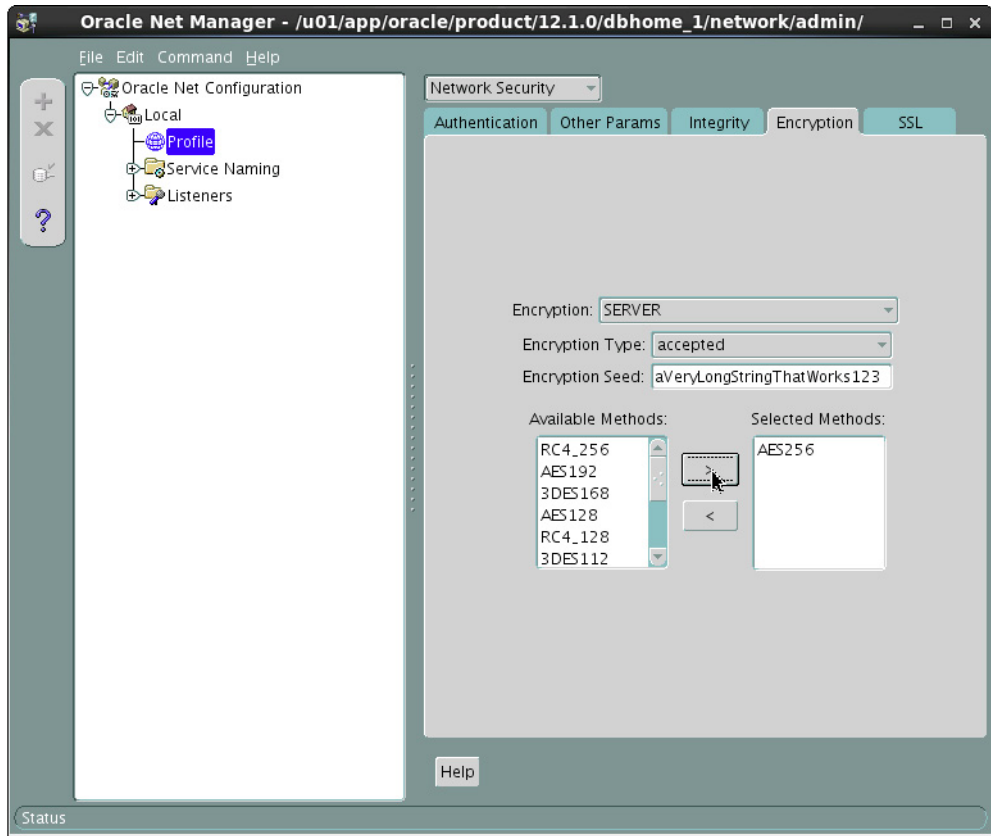 Oracle Net Manager - /u01/app/oracle/product/12.1.0/dbhome_1/network/admin/
File Edit Command Help
Oracle Net Configuration
Local
Profile
Service Naming
Listeners
Network Security
Authentication Other Params Integrity Encryption SSL
Encryption: SERVER
Encryption Type: accepted
Encryption Seed: aVeryLongStringThatWorks123
Available Methods: Selected Methods:
RC4_256 AES256
AES192
3DES168
AES128
RC4_128
3DES112
>
<
?
Help
Status